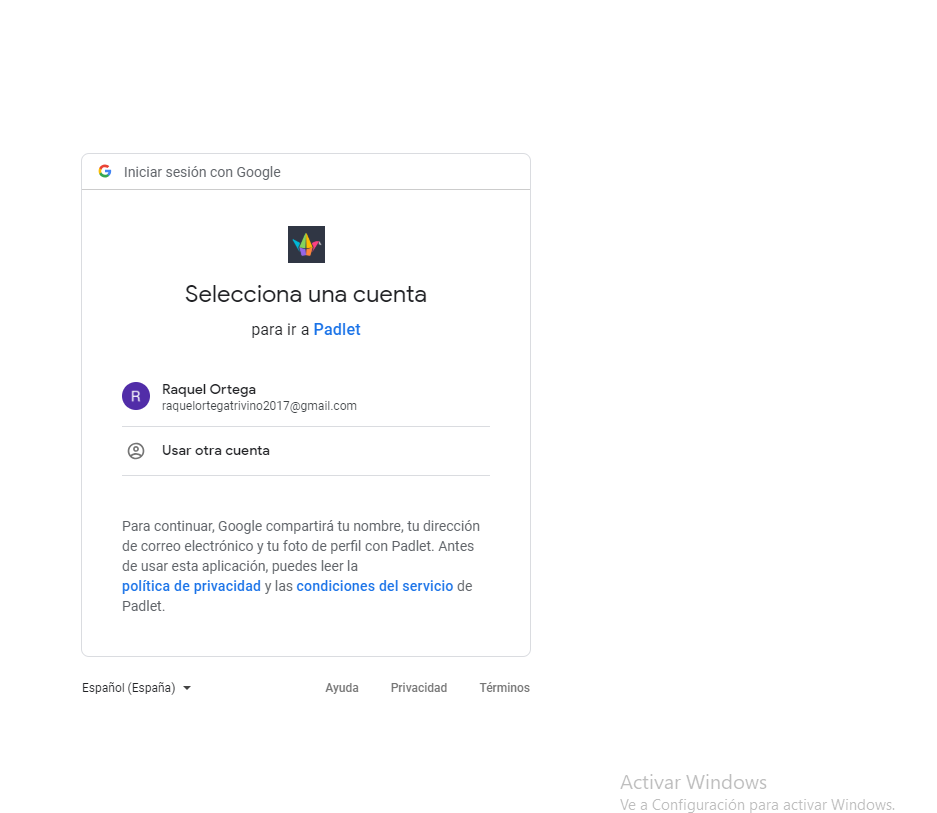 Iniciar sesión con Google
Selecciona una cuenta
para ir a Padlet
R
Raquel Ortega
raquelortegatrivino2017@gmail.com
Usar otra cuenta
Para continuar, Google compartirá tu nombre, tu dirección
de correo electrónico y tu foto de perfil con Padlet. Antes
de usar esta aplicación, puedes leer la
política de privacidad y las condiciones del servicio de
Padlet.
Español (España)
Ayuda
Privacidad
Términos
Activar Windows
Ve a Configuración para activar Windows.